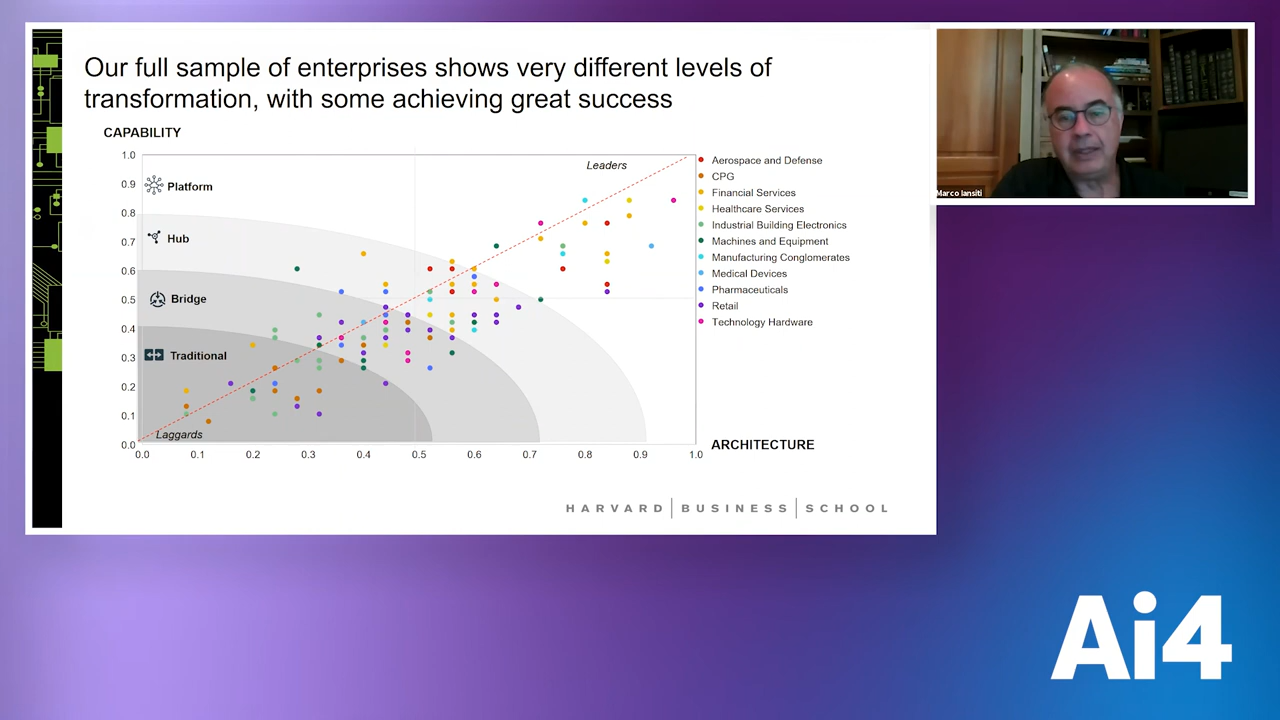 Our full sample of enterprises shows very different levels of
transformation, with some achieving great success
CAPABILITY
1.0
0.9
0.8
0.7
0.6
0.5
0.4
0.3
0.2
0.1
0.0
Platform
Hub
Bridge
Traditional
Leaders
Laggards
0.0 0.1 0.2 0.3 0.4 0.5 0.6 0.7 0.8 0.9 1.0
ARCHITECTURE
Aerospace and Defense
CPG
Financial Services
Healthcare Services
Industrial Building Electronics
Machines and Equipment
Manufacturing Conglomerates
Medical Devices
Pharmaceuticals
Retail
Technology Hardware
HARVARD BUSINESS SCHOOL
Marco Iansiti
Ai4